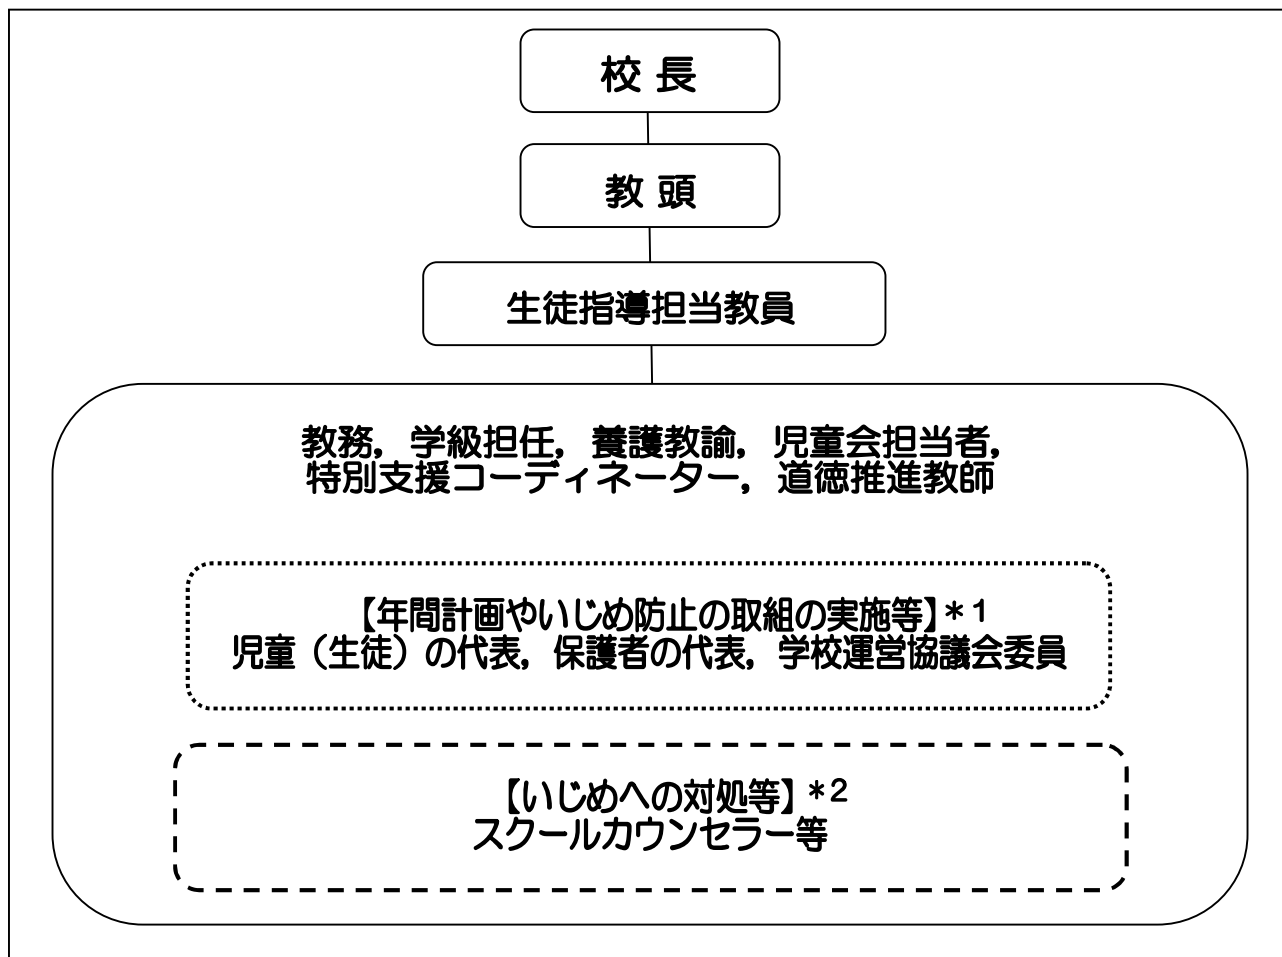 校 長
教 頭
生徒指導担当教員
教務，学級担任，養護教諭，児童会担当者，
特別支援コーディネーター，道徳推進教師
【年間計画やいじめ防止の取組の実施等】＊1
児童（生徒）の代表，保護者の代表，学校運営協議会委員
【いじめへの対処等】＊2
スクールカウンセラー等